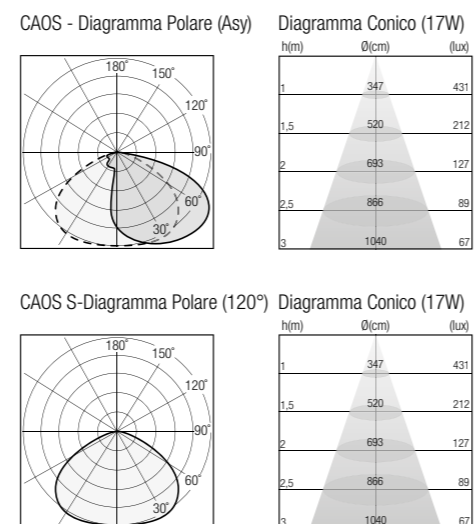 CAOS - Diagramma Polare (Asy)
Diagramma Conico (17W)
h(m) Ø(cm) (lux)
180°
150°
120°
90°
60°
30°
1 347 431
1,5 520 212
2 693 127
2,5 866 89
3 1040 67
CAOS S-Diagramma Polare (120°)
Diagramma Conico (17W)
h(m) Ø(cm) (lux)
180°
150°
120°
90°
60°
30°
1 347 431
1,5 520 212
2 693 127
2,5 866 89
3 1040 67